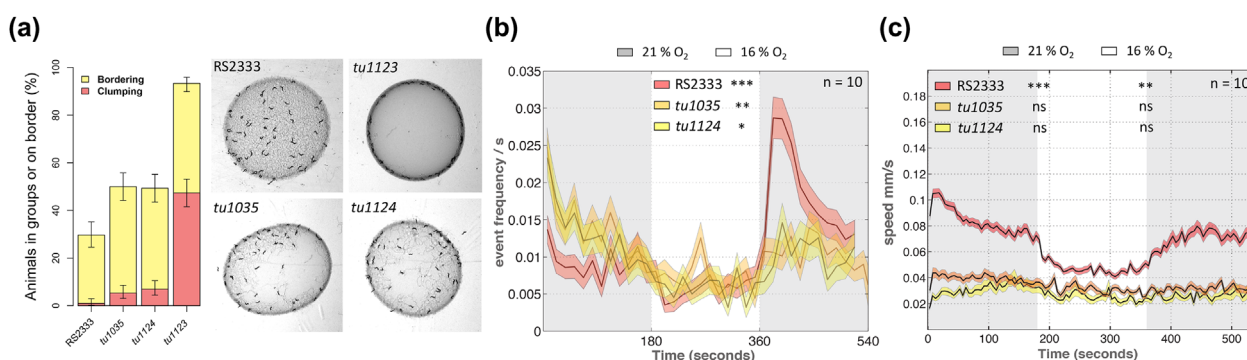 (a)
Animals in groups or on border (%)
100
80
60
40
20
0
Bordering
Clumping
RS2333
tu1035
tu1124
tu1123
RS2333
tu1123
tu1035
tu1124
(b)
21 % O2 16 % O2
event frequency / s
0.035
0.03
0.025
0.02
0.015
0.01
0.005
0
RS2333 ***
tu1035 **
tu1124 *
n = 10
180 360 540
Time (seconds)
(c)
21 % O2 16 % O2
speed mm/s
0.18
0.16
0.14
0.12
0.1
0.08
0.06
0.04
0.02
RS2333 *** **
tu1035 ns ns
tu1124 ns ns
n = 10
0 100 200 300 400 500
Time (seconds)